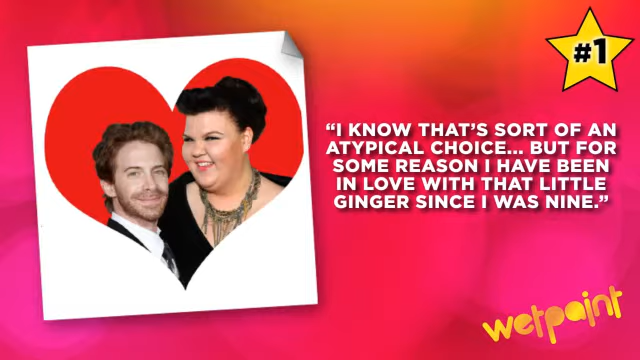 #1
“I KNOW THAT’S SORT OF AN
ATYPICAL CHOICE... BUT FOR
SOME REASON I HAVE BEEN
IN LOVE WITH THAT LITTLE
GINGER SINCE I WAS NINE.”
wetpaint